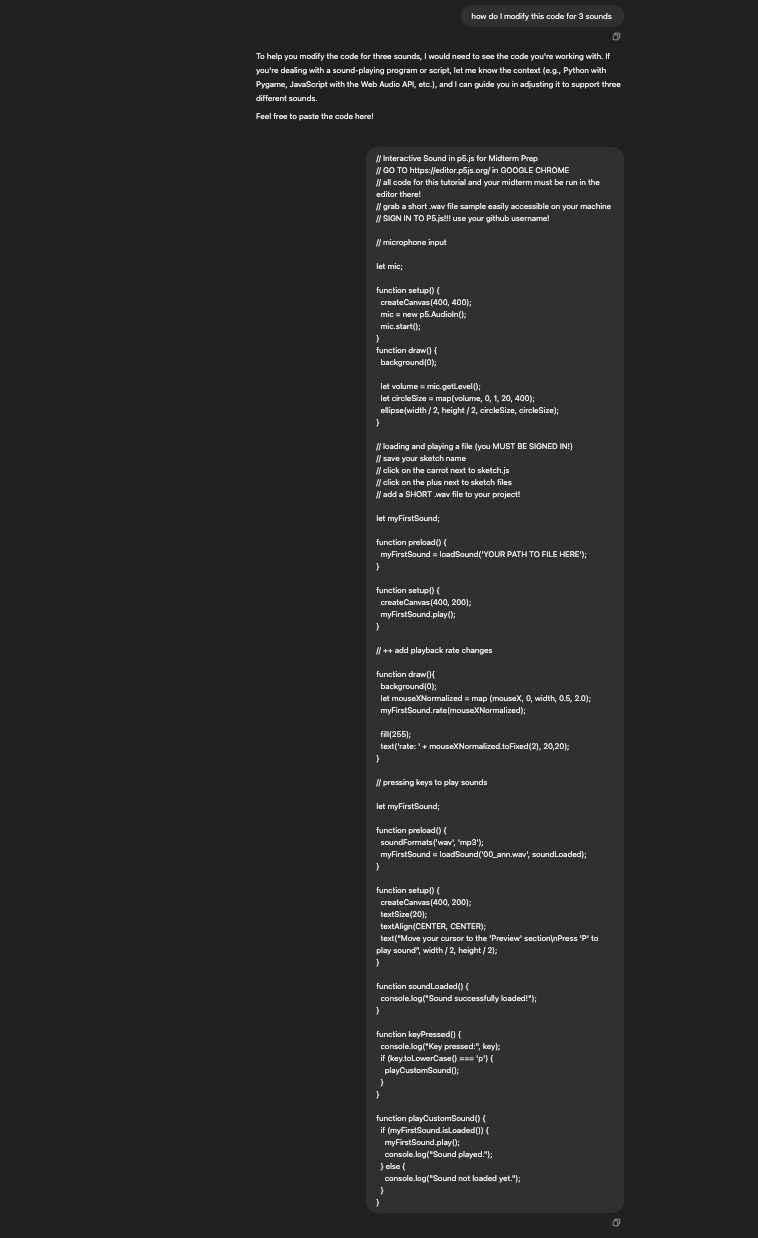 how do I modify this code for 3 sounds
To help you modify the code for three sounds, I would need to see the code you're working with. If
you're dealing with a sound-playing program or script, let me know the context (e.g., Python with
Pygame, JavaScript with the Web Audio API, etc.), and I can guide you in adjusting it to support three
different sounds.
Feel free to paste the code here!
// Interactive Sound in p5.js for Midterm Prep
// GO TO https://editor.p5js.org/ in GOOGLE CHROME
// all code for this tutorial and your midterm must be run in the
editor there!
// grab a short .wav file sample easily accessible on your machine
// SIGN IN TO P5.js!!! use your github username!
// microphone input
let mic;
function setup() {
createCanvas(400, 400);
mic = new p5.AudioIn();
mic.start();
}
function draw() {
background(0);
let volume = mic.getLevel();
let circleSize = map(volume, 0, 1, 20, 400);
ellipse(width / 2, height / 2, circleSize, circleSize);
}
// loading and playing a file (you MUST BE SIGNED IN!)
// save your sketch name
// click on the carrot next to sketch.js
// click on the plus next to sketch files
// add a SHORT .wav file to your project!
let myFirstSound;
function preload() {
myFirstSound = loadSound('YOUR PATH TO FILE HERE');
}
function setup() {
createCanvas(400, 200);
myFirstSound.play();
}
// ++ add playback rate changes
function draw(){
background(0);
let mouseXNormalized = map (mouseX, 0, width, 0.5, 2.0);
myFirstSound.rate(mouseXNormalized);
fill(255);
text('rate: ' + mouseXNormalized.toFixed(2), 20,20);
}
// pressing keys to play sounds
let myFirstSound;
function preload() {
soundFormats('wav', 'mp3');
myFirstSound = loadSound('00_ann.wav', soundLoaded);
}
function setup() {
createCanvas(400, 200);
textSize(20);
textAlign(CENTER, CENTER);
text("Move your cursor to the 'Preview' section\nPress 'P' to
play sound", width / 2, height / 2);
}
function soundLoaded() {
console.log("Sound successfully loaded!");
}
function keyPressed() {
console.log("Key pressed:", key);
if (key.toLowerCase() === 'p') {
playCustomSound();
}
}
function playCustomSound() {
if (myFirstSound.isLoaded()) {
myFirstSound.play();
console.log("Sound played.");
} else {
console.log("Sound not loaded yet.");
}
}